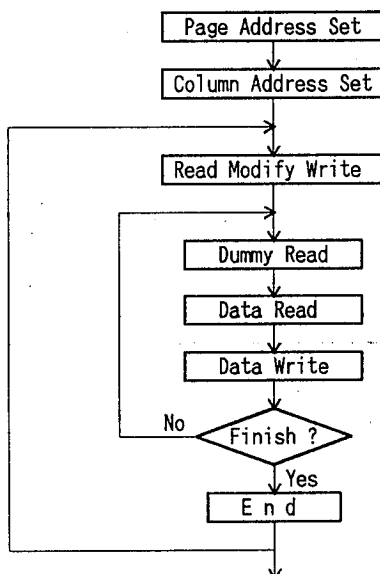 Page Address Set
Column Address Set
Read Modify Write
Dummy Read
Data Read
Data Write
No
Finish ?
Yes
E n d